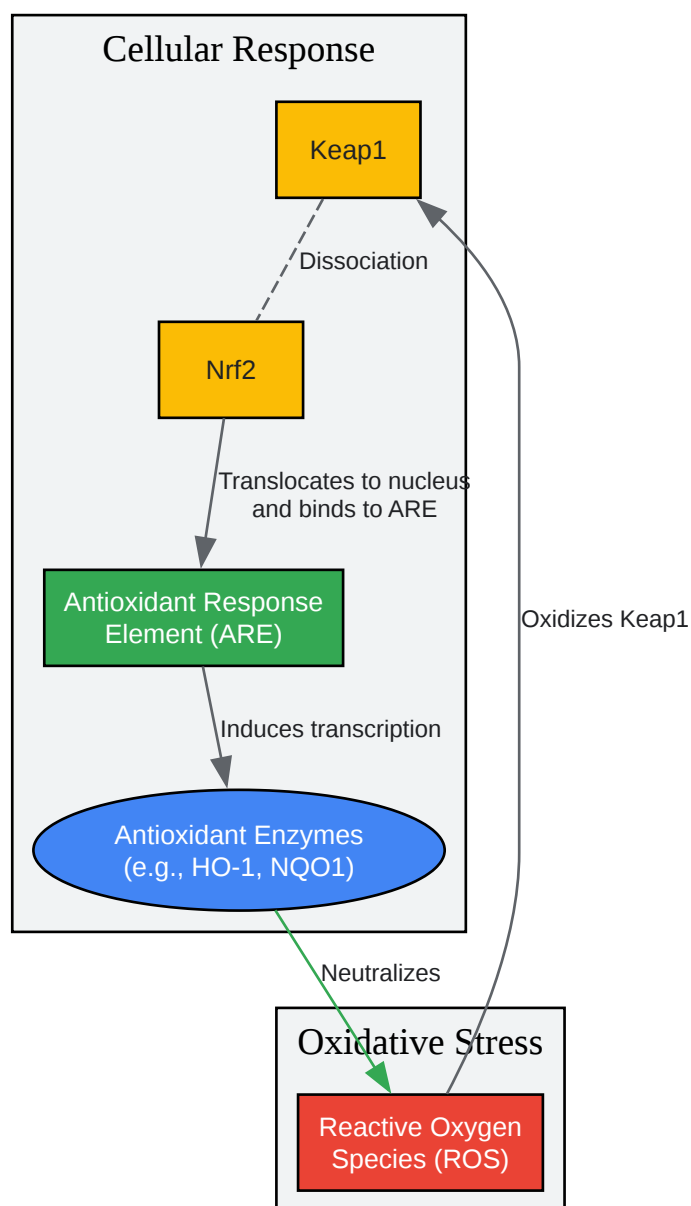 Cellular Response
Keap1
Dissociation
Nrf2
Translocates to nucleus
and binds to ARE
Antioxidant Response
Element (ARE)
Oxidizes Keap1
Induces transcription
Antioxidant Enzymes
(e.g., HO-1, NQO1)
Neutralizes
Oxidative Stress
Reactive Oxygen
Species (ROS)